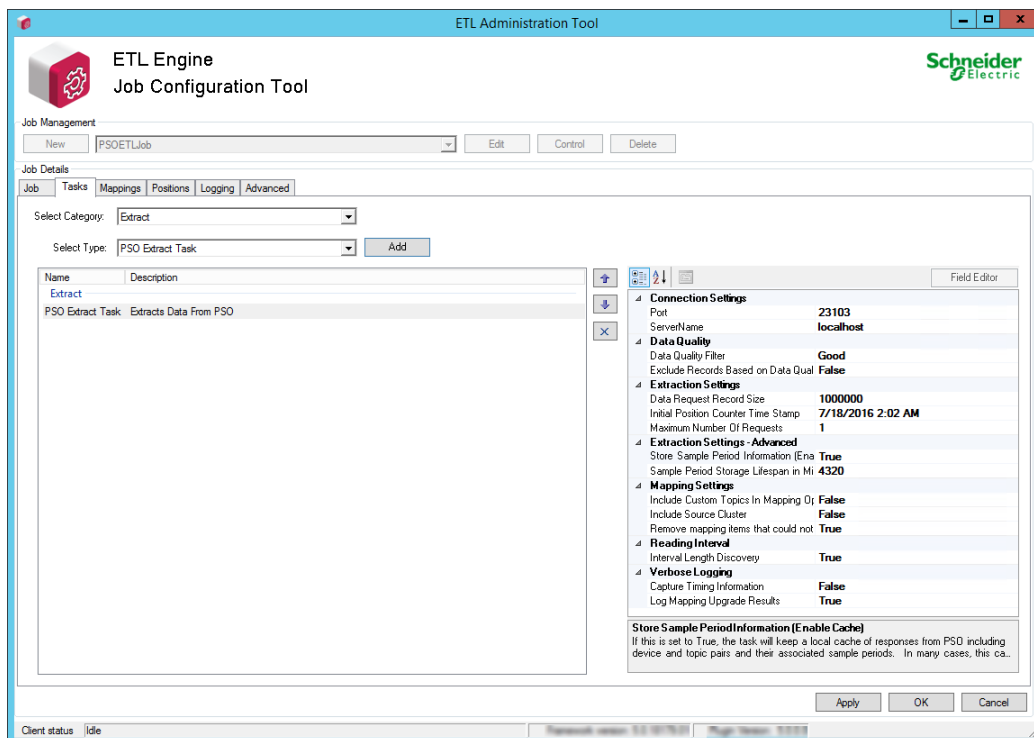 ETL Administration Tool
ETL Engine
Job Configuration Tool
Schneider
Electric
Job Management
New PSOETLJob Edit Control Delete
Job Details
Job Tasks Mappings Positions Logging Advanced
Select Category: Extract
Select Type: PSO Extract Task Add
Name Description
Extract
PSO Extract Task Extracts Data From PSO
Field Editor
Connection Settings
Port 23103
ServerName localhost
Data Quality
Data Quality Filter Good
Exclude Records Based on Data Qual False
Extraction Settings
Data Request Record Size 1000000
Initial Position Counter Time Stamp 7/18/2016 2:02 AM
Maximum Number Of Requests 1
Extraction Settings - Advanced
Store Sample Period Information (Ena True
Sample Period Storage Lifespan in Mi 4320
Mapping Settings
Include Custom Topics In Mapping Op False
Include Source Cluster False
Remove mapping items that could not True
Reading Interval
Interval Length Discovery True
Verbose Logging
Capture Timing Information False
Log Mapping Upgrade Results True
Store Sample Period Information (Enable Cache)
If this is set to True, the task will keep a local cache of responses from PSO including
device and topic pairs and their associated sample periods. In many cases, this ca...
Apply OK Cancel
Client status Idle